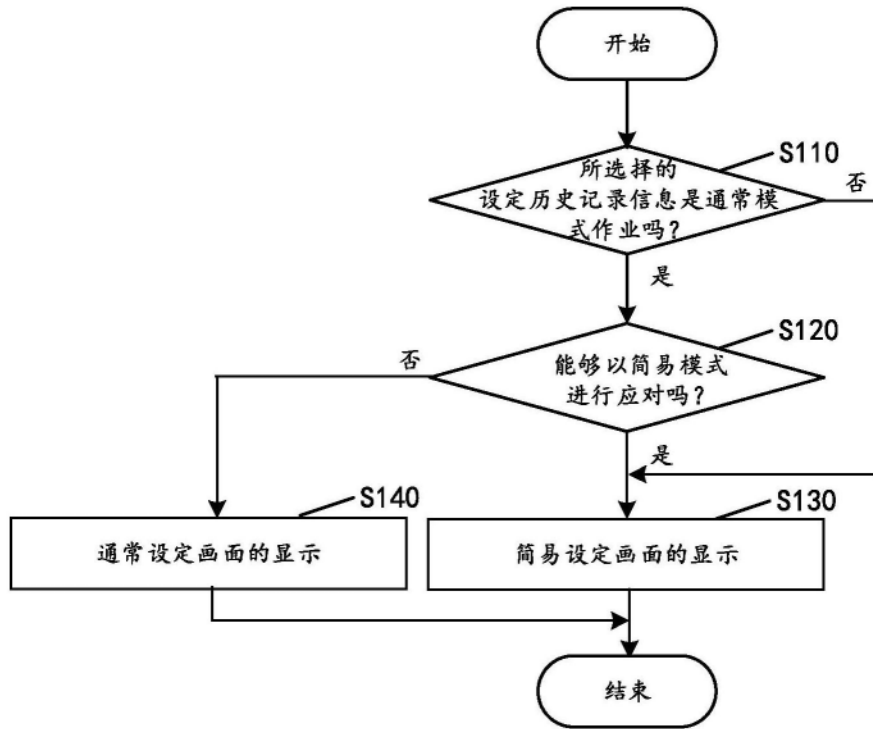 开始
S110
所选择的
设定历史记录信息是通常模
式作业吗?
否
是
S120
能够以简易模式
进行应对吗?
否
是
S140
S130
通常设定画面的显示
简易设定画面的显示
结束